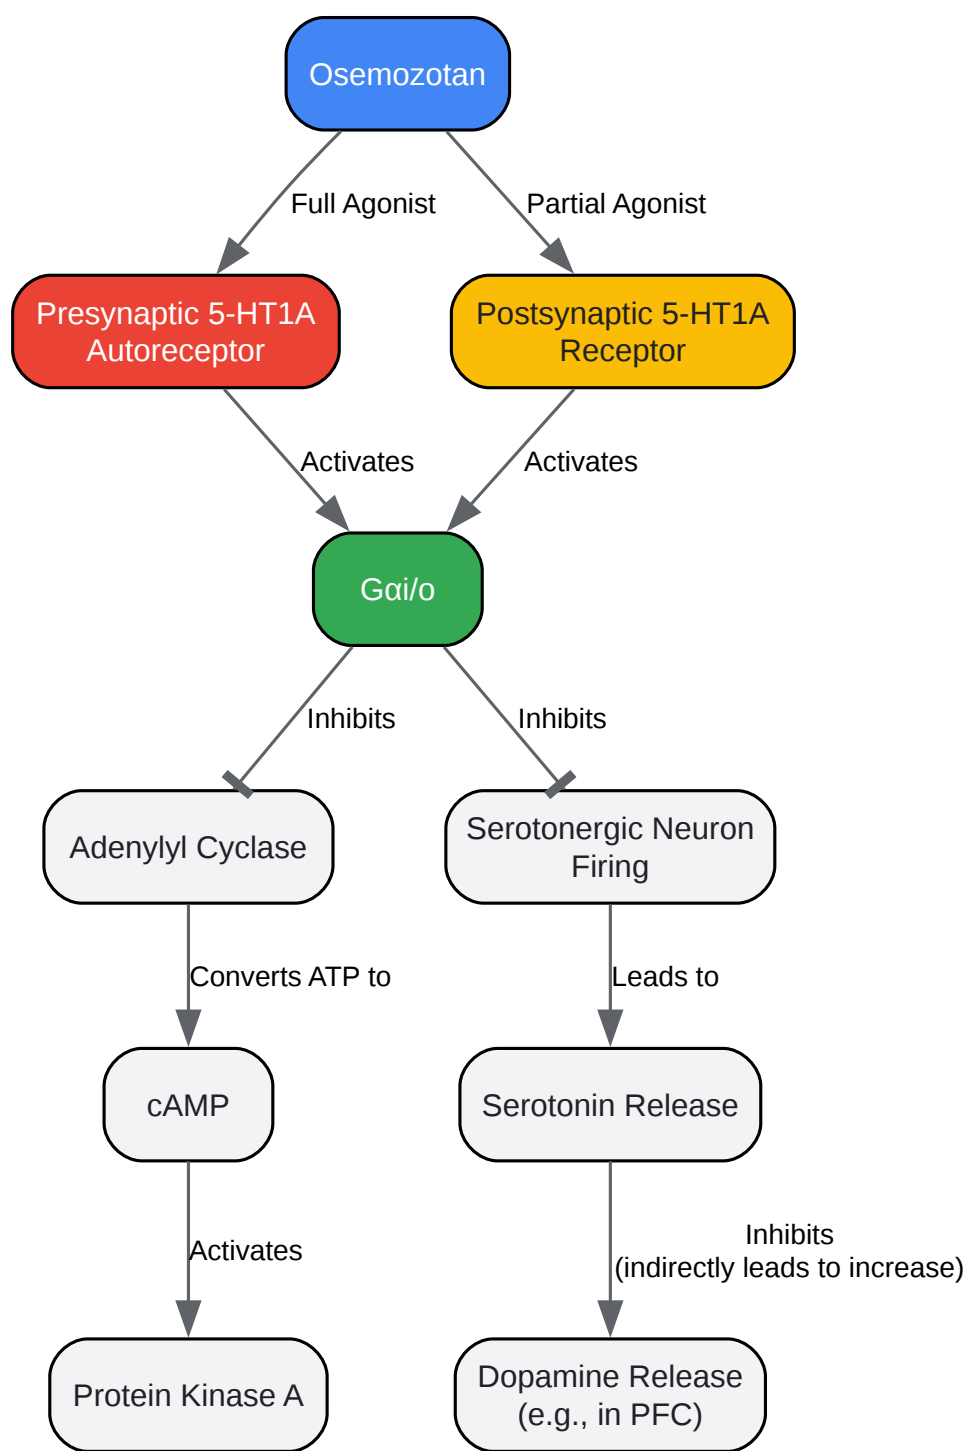 Osemozotan
Full Agonist
Partial Agonist
Presynaptic 5-HT1A
Autoreceptor
Postsynaptic 5-HT1A
Receptor
Activates
Activates
Gαi/o
Inhibits
Inhibits
Adenylyl Cyclase
Serotonergic Neuron
Firing
Converts ATP to
Leads to
cAMP
Serotonin Release
Activates
Inhibits
(indirectly leads to increase)
Protein Kinase A
Dopamine Release
(e.g., in PFC)